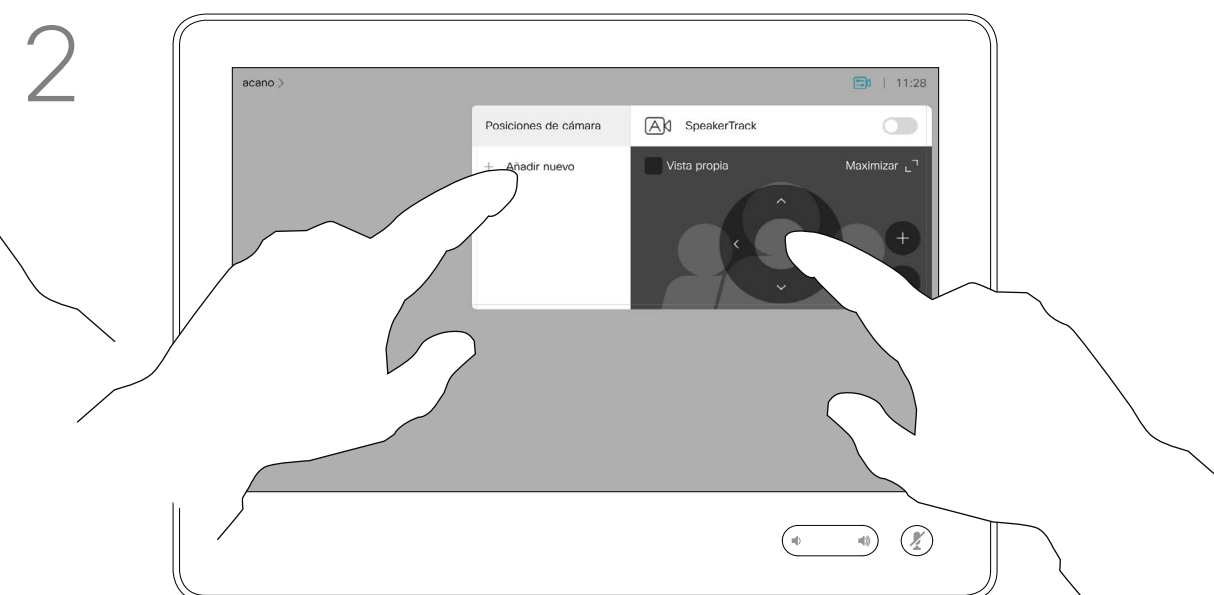 2
acano >
| 11:28
Posiciones de cámara
SpeakerTrack
+ Añadir nuevo
Vista propia
Maximizar